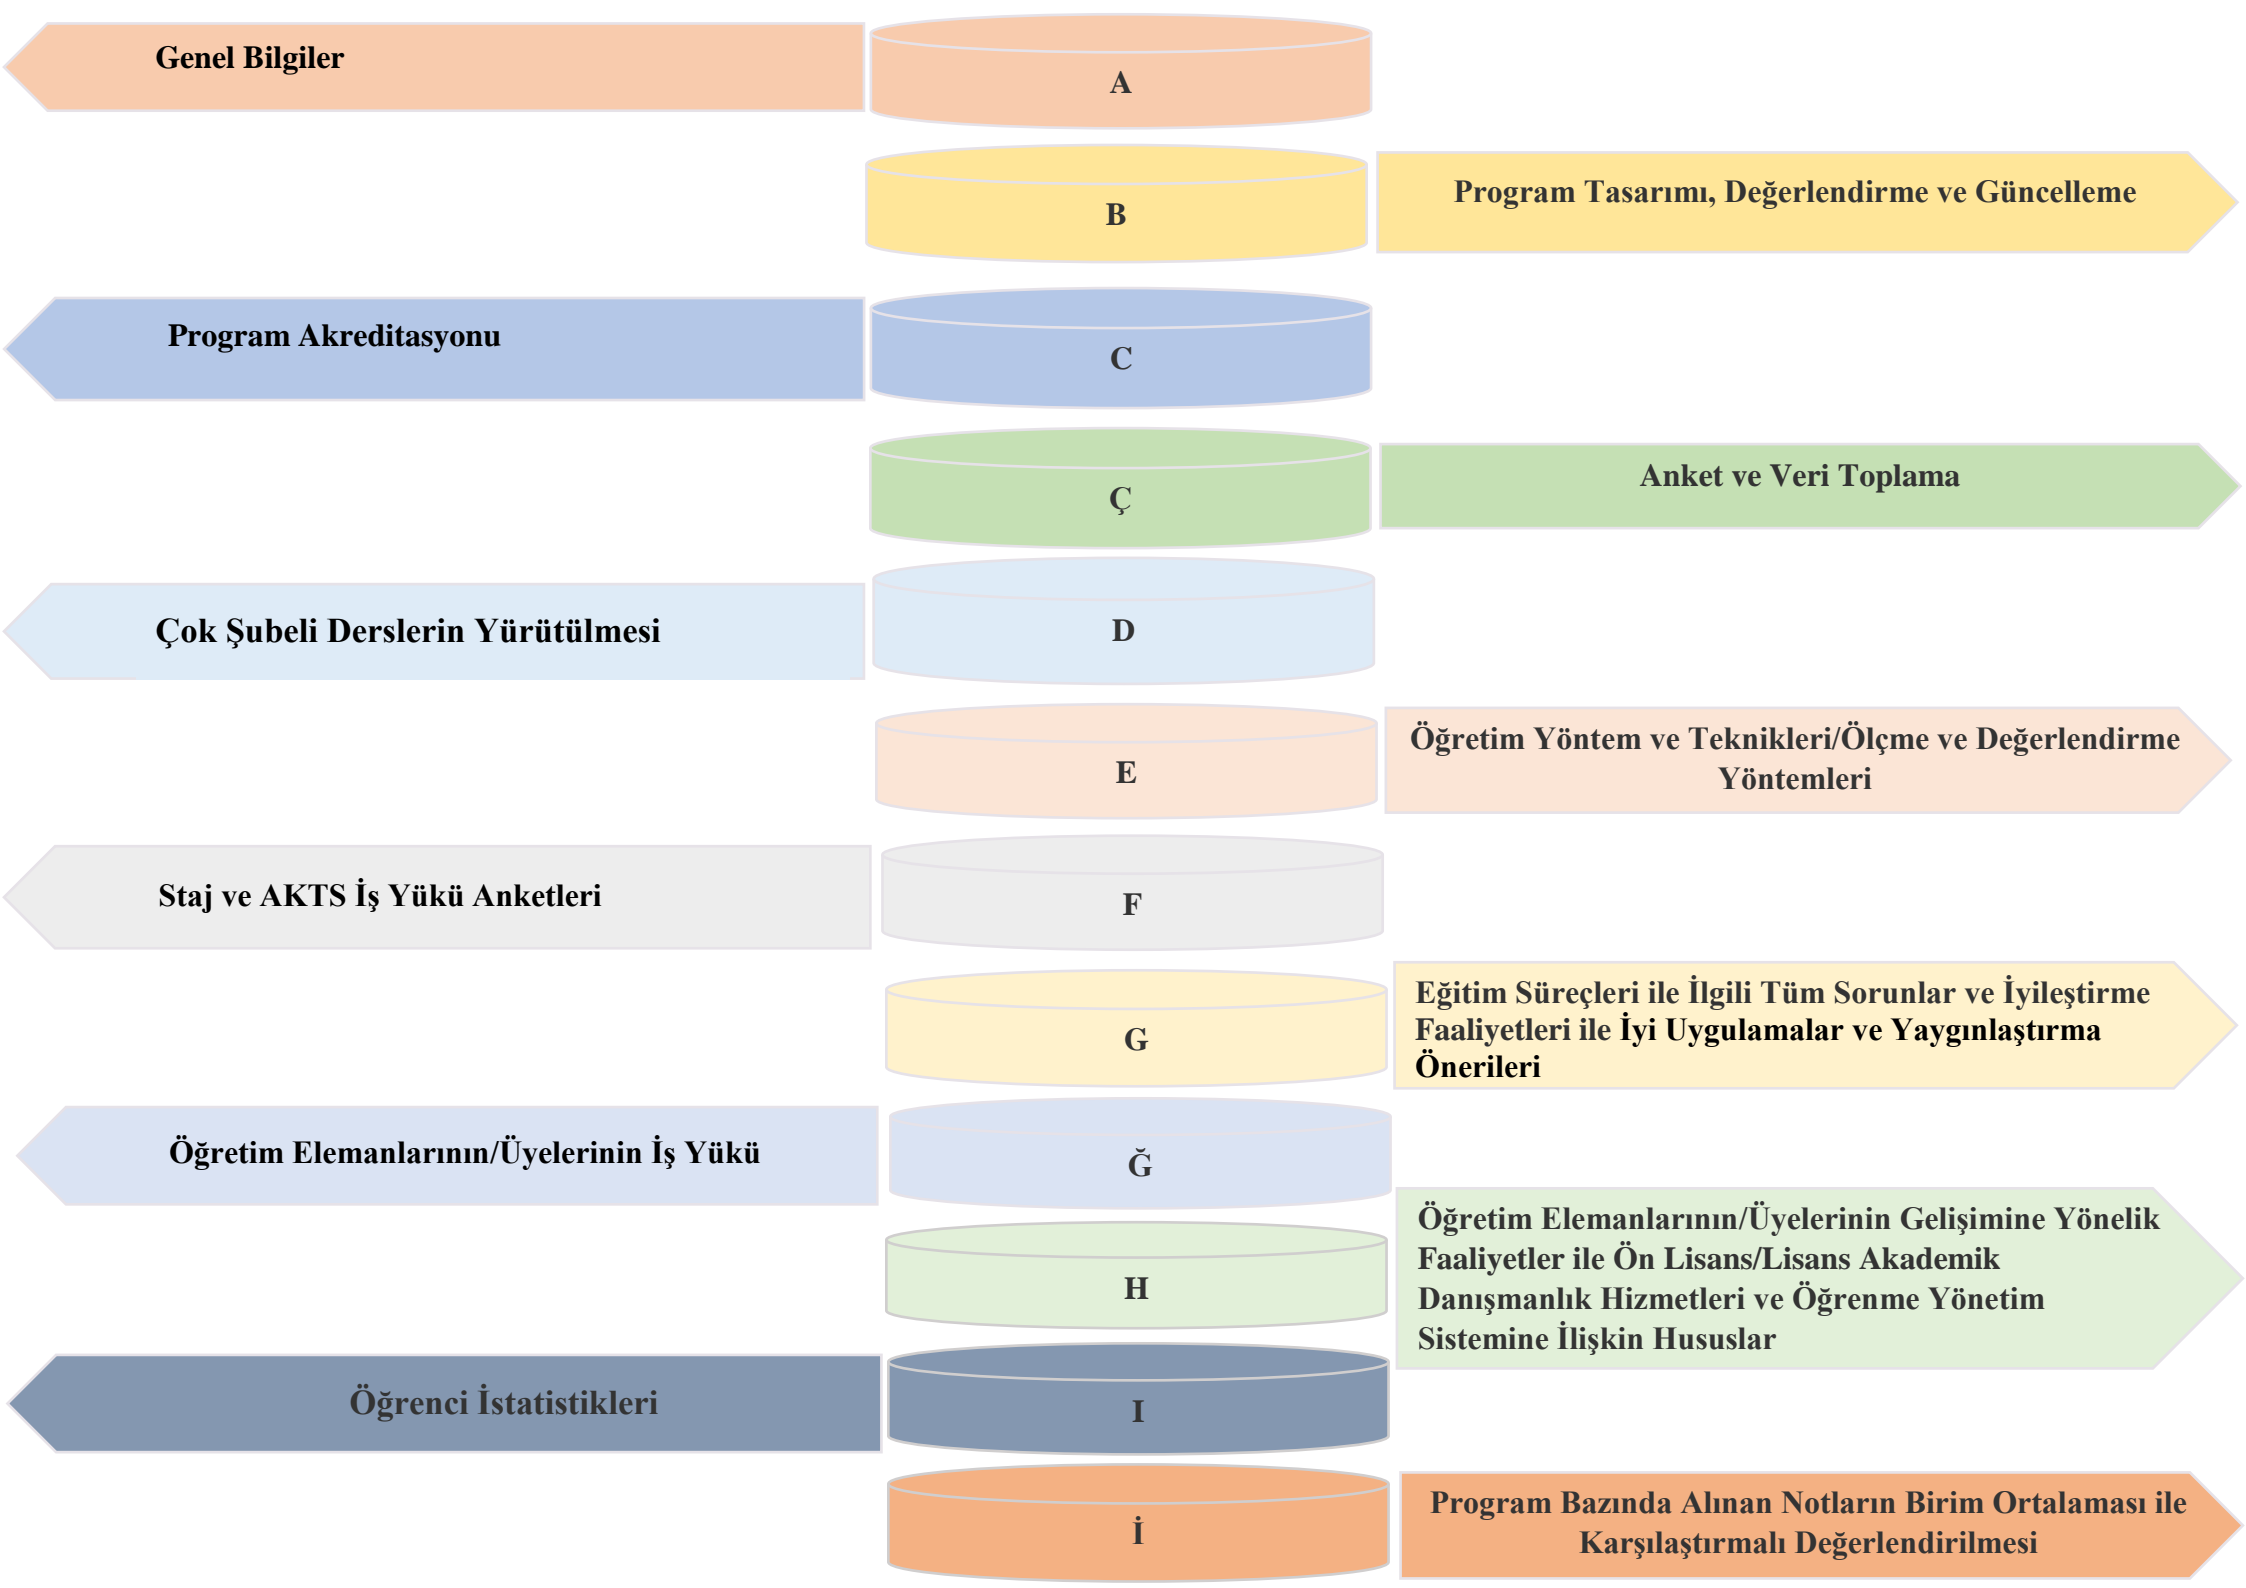 Genel Bilgiler
A
B
Program Tasarımı, Değerlendirme ve Güncelleme
Program Akreditasyonu
C
Ç
Anket ve Veri Toplama
Çok Şubeli Derslerin Yürütülmesi
D
E
Öğretim Yöntem ve Teknikleri/Ölçme ve Değerlendirme
Yöntemleri
Staj ve AKTS İş Yükü Anketleri
F
G
Eğitim Süreçleri ile İlgili Tüm Sorunlar ve İyileştirme
Faaliyetleri ile İyi Uygulamalar ve Yaygınlaştırma
Önerileri
Öğretim Elemanlarının/Üyelerinin İş Yükü
Ğ
H
Öğretim Elemanlarının/Üyelerinin Gelişimine Yönelik
Faaliyetler ile Ön Lisans/Lisans Akademik
Danışmanlık Hizmetleri ve Öğrenme Yönetim
Sistemine İlişkin Hususlar
Öğrenci İstatistikleri
I
İ
Program Bazında Alınan Notların Birim Ortalaması ile
Karşılaştırmalı Değerlendirilmesi